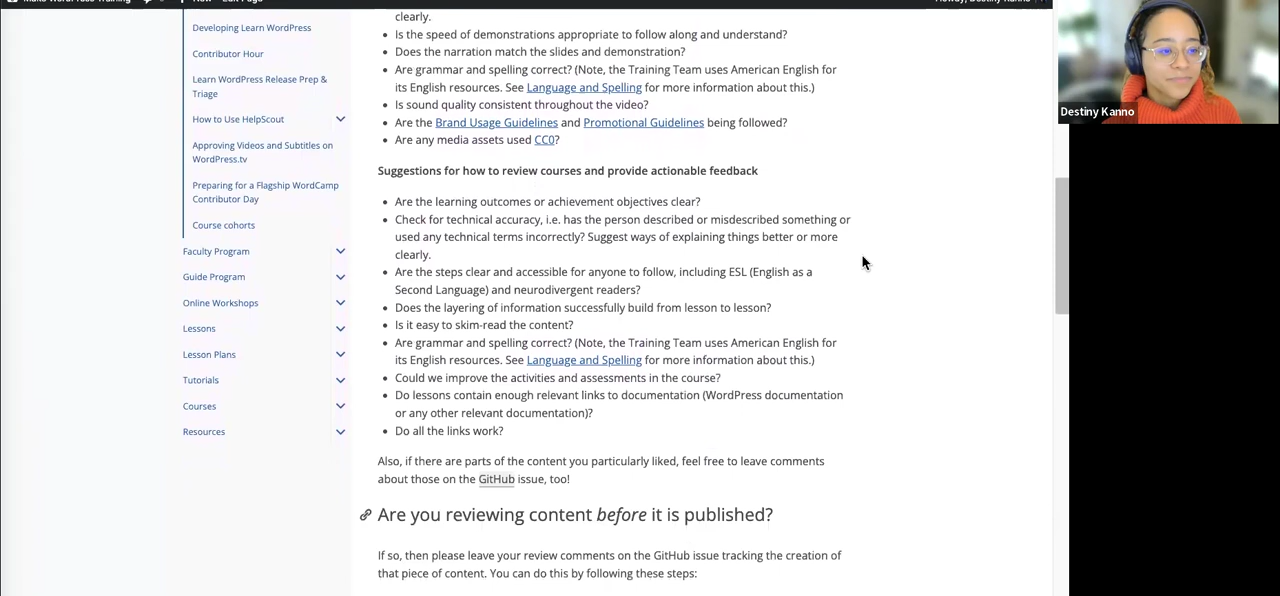 Make WordPress Training
New
Edit Page
Howdy, Destiny Kanno
Developing Learn WordPress
Contributor Hour
Learn WordPress Release Prep &
Triage
How to Use HelpScout
Approving Videos and Subtitles on
WordPress.tv
Preparing for a Flagship WordCamp
Contributor Day
Course cohorts
Faculty Program
Guide Program
Online Workshops
Lessons
Lesson Plans
Tutorials
Courses
Resources
clearly.
Is the speed of demonstrations appropriate to follow along and understand?
Does the narration match the slides and demonstration?
Are grammar and spelling correct? (Note, the Training Team uses American English for
its English resources. See Language and Spelling for more information about this.)
Is sound quality consistent throughout the video?
Are the Brand Usage Guidelines and Promotional Guidelines being followed?
Are any media assets used CC0?
Suggestions for how to review courses and provide actionable feedback
Are the learning outcomes or achievement objectives clear?
Check for technical accuracy, i.e. has the person described or misdescribed something or
used any technical terms incorrectly? Suggest ways of explaining things better or more
clearly.
Are the steps clear and accessible for anyone to follow, including ESL (English as a
Second Language) and neurodivergent readers?
Does the layering of information successfully build from lesson to lesson?
Is it easy to skim-read the content?
Are grammar and spelling correct? (Note, the Training Team uses American English for
its English resources. See Language and Spelling for more information about this.)
Could we improve the activities and assessments in the course?
Do lessons contain enough relevant links to documentation (WordPress documentation
or any other relevant documentation)?
Do all the links work?
Also, if there are parts of the content you particularly liked, feel free to leave comments
about those on the GitHub issue, too!
Are you reviewing content before it is published?
If so, then please leave your review comments on the GitHub issue tracking the creation of
that piece of content. You can do this by following these steps:
Destiny Kanno